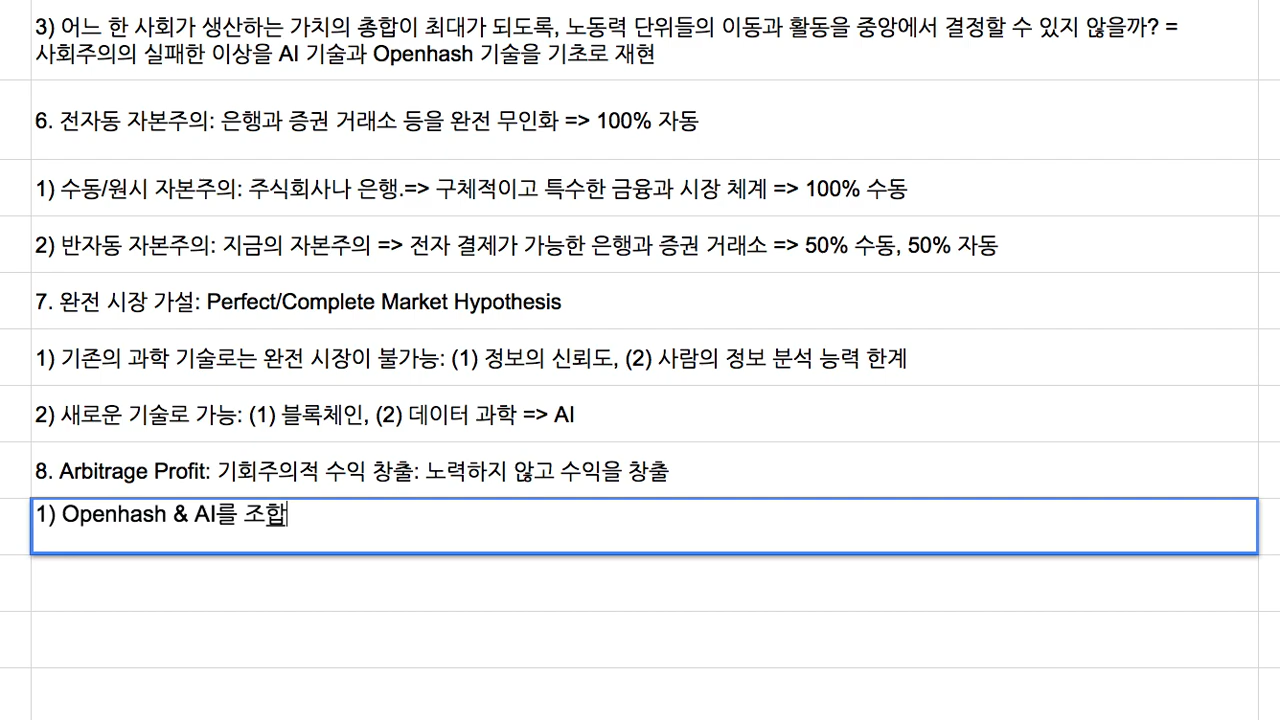 3) 어느 한 사회가 생산하는 가치의 총합이 최대가 되도록, 노동력 단위들의 이동과 활동을 중앙에서 결정할 수 있지 않을까? =
사회주의의 실패한 이상을 AI 기술과 Openhash 기술을 기초로 재현
6. 전자동 자본주의: 은행과 증권 거래소 등을 완전 무인화 => 100% 자동
1) 수동/원시 자본주의: 주식회사나 은행.=> 구체적이고 특수한 금융과 시장 체계 => 100% 수동
2) 반자동 자본주의: 지금의 자본주의 => 전자 결제가 가능한 은행과 증권 거래소 => 50% 수동, 50% 자동
7. 완전 시장 가설: Perfect/Complete Market Hypothesis
1) 기존의 과학 기술로는 완전 시장이 불가능: (1) 정보의 신뢰도, (2) 사람의 정보 분석 능력 한계
2) 새로운 기술로 가능: (1) 블록체인, (2) 데이터 과학 => AI
8. Arbitrage Profit: 기회주의적 수익 창출: 노력하지 않고 수익을 창출
1) Openhash & AI를 조합